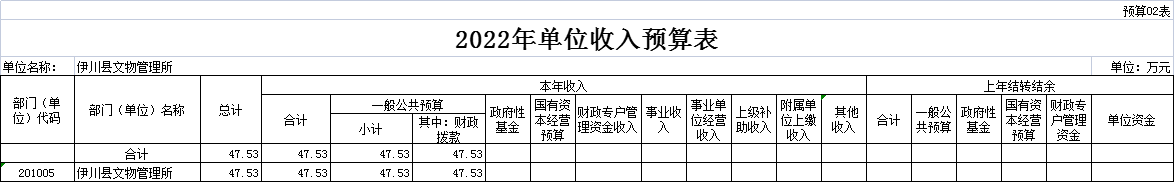 预算02表
2022年单位收入预算表
单位名称： 伊川县文物管理所 单位：万元
部门（单位）代码 部门（单位）名称 总计 本年收入 上年结转结余
合计 一般公共预算 政府性基金 国有资本经营预算 财政专户管理资金收入 事业收入 事业单位经营收入 上级补助收入 附属单位上缴收入 其他收入 合计 一般公共预算 政府性基金 国有资本经营预算 财政专户管理资金 单位资金
小计 其中：财政拨款
合计 47.53 47.53 47.53 47.53
201005 伊川县文物管理所 47.53 47.53 47.53 47.53